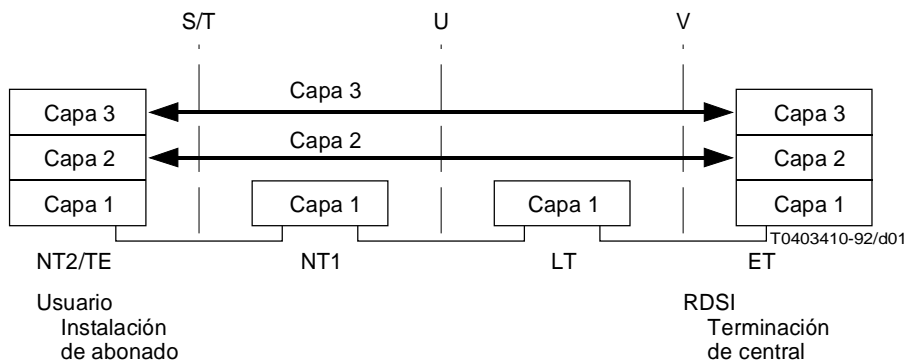 S/T U V
Capa 3 Capa 3 Capa 3
Capa 2 Capa 2 Capa 2
Capa 1 Capa 1 Capa 1 Capa 1
T0403410-92/d01
NT2/TE NT1 LT ET
Usuario RDSI
Instalación Terminación
de abonado de central